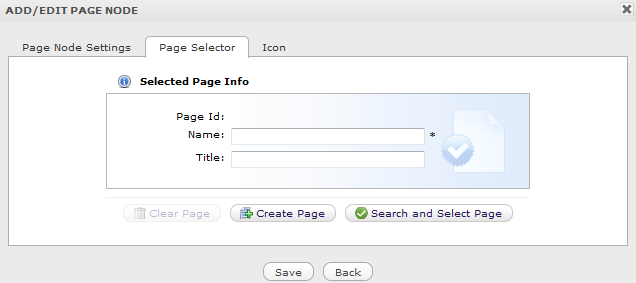 ADD/EDIT PAGE NODE
Page Node Settings Page Selector Icon
Selected Page Info
Page Id:
Name: *
Title:
Clear Page Create Page Search and Select Page
Save Back